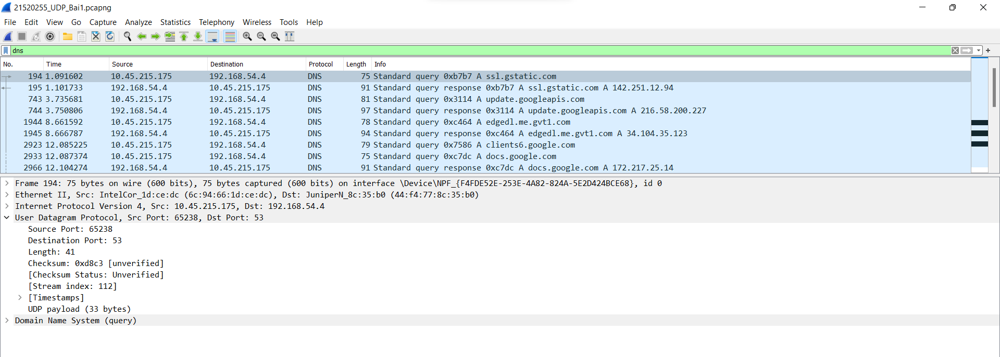 21520255_UDP_Bai1.pcapng
File Edit View Go Capture Analyze Statistics Telephony Wireless Tools Help
dns
No. Time Source Destination Protocol Length Info
194 1.091602 10.45.215.175 192.168.54.4 DNS 75 Standard query 0xb7b7 A ssl.gstatic.com
195 1.101733 192.168.54.4 10.45.215.175 DNS 91 Standard query response 0xb7b7 A ssl.gstatic.com A 142.251.12.94
743 3.735681 10.45.215.175 192.168.54.4 DNS 81 Standard query 0x3114 A update.googleapis.com
744 3.750806 192.168.54.4 10.45.215.175 DNS 97 Standard query response 0x3114 A update.googleapis.com A 216.58.200.227
1944 8.661592 10.45.215.175 192.168.54.4 DNS 78 Standard query 0xc464 A edgedl.me.gvt1.com
1945 8.666787 192.168.54.4 10.45.215.175 DNS 94 Standard query response 0xc464 A edgedl.me.gvt1.com A 34.104.35.123
2923 12.085225 10.45.215.175 192.168.54.4 DNS 79 Standard query 0x7586 A clients6.google.com
2933 12.087374 10.45.215.175 192.168.54.4 DNS 75 Standard query 0xc7dc A docs.google.com
2966 12.104274 192.168.54.4 10.45.215.175 DNS 91 Standard query response 0xc7dc A docs.google.com A 172.217.25.14
Frame 194: 75 bytes on wire (600 bits), 75 bytes captured (600 bits) on interface \Device\NPF_{F4FDE52E-253E-4A82-824A-5E2D424BCE68}, id 0
Ethernet II, Src: IntelCor_1d:ce:dc (6c:94:66:1d:ce:dc), Dst: JuniperN_8c:35:b0 (44:f4:77:8c:35:b0)
Internet Protocol Version 4, Src: 10.45.215.175, Dst: 192.168.54.4
User Datagram Protocol, Src Port: 65238, Dst Port: 53
Source Port: 65238
Destination Port: 53
Length: 41
Checksum: 0xd8c3 [unverified]
[Checksum Status: Unverified]
[Stream index: 112]
[Timestamps]
UDP payload (33 bytes)
Domain Name System (query)